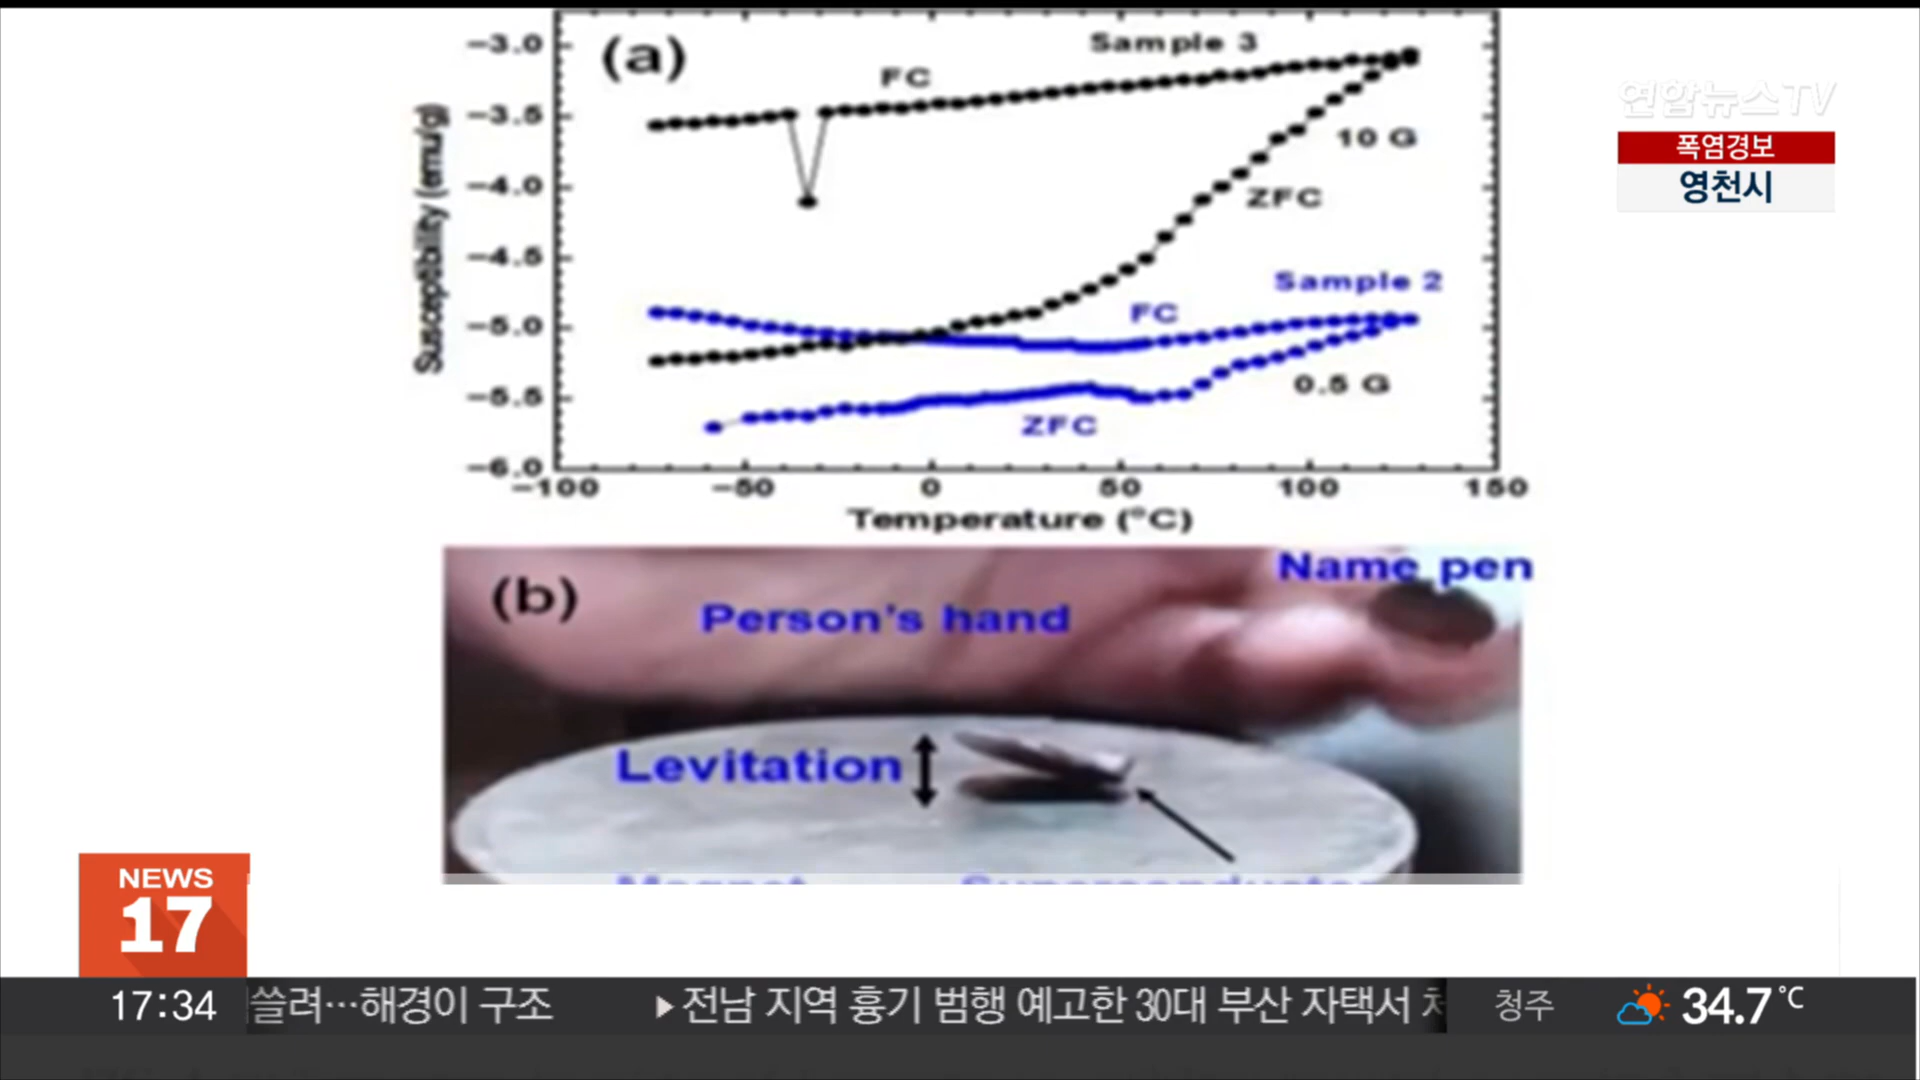 (a)
Sample 3
FC
10 G
ZFC
Sample 2
FC
0.5 G
ZFC
Susceptibility (emu/g)
−3.0
−3.5
−4.0
−4.5
−5.0
−5.5
−6.0
−100 −50 0 50 100 150
Temperature (°C)
(b)
Name pen
Person's hand
Levitation
Magnet Superconductor
연합뉴스TV
폭염경보
영천시
NEWS
17
17:34
쓸려…해경이 구조 ▶전남 지역 흉기 범행 예고한 30대 부산 자택서
청주
34.7℃